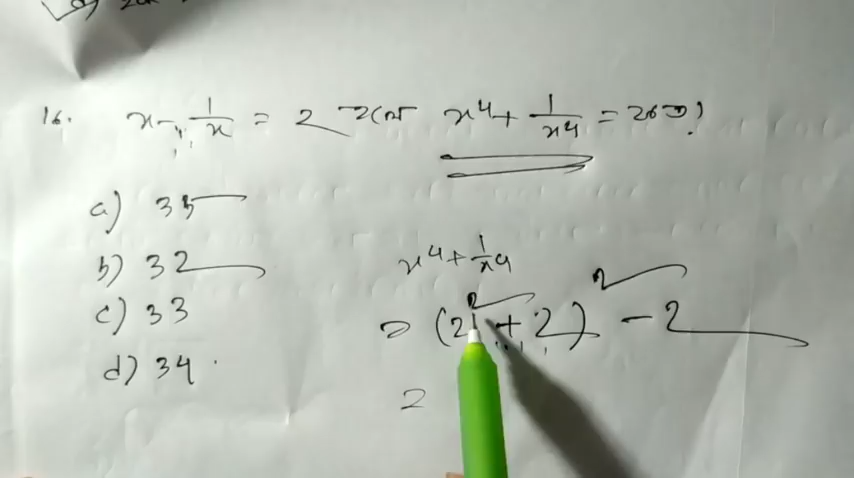 16. x - 1/x = 2 হলে x⁴ + 1/x⁴ = কত?
a) 35
b) 32
c) 33
d) 34
x⁴ + 1/x⁴
= (2² + 2)² - 2
=